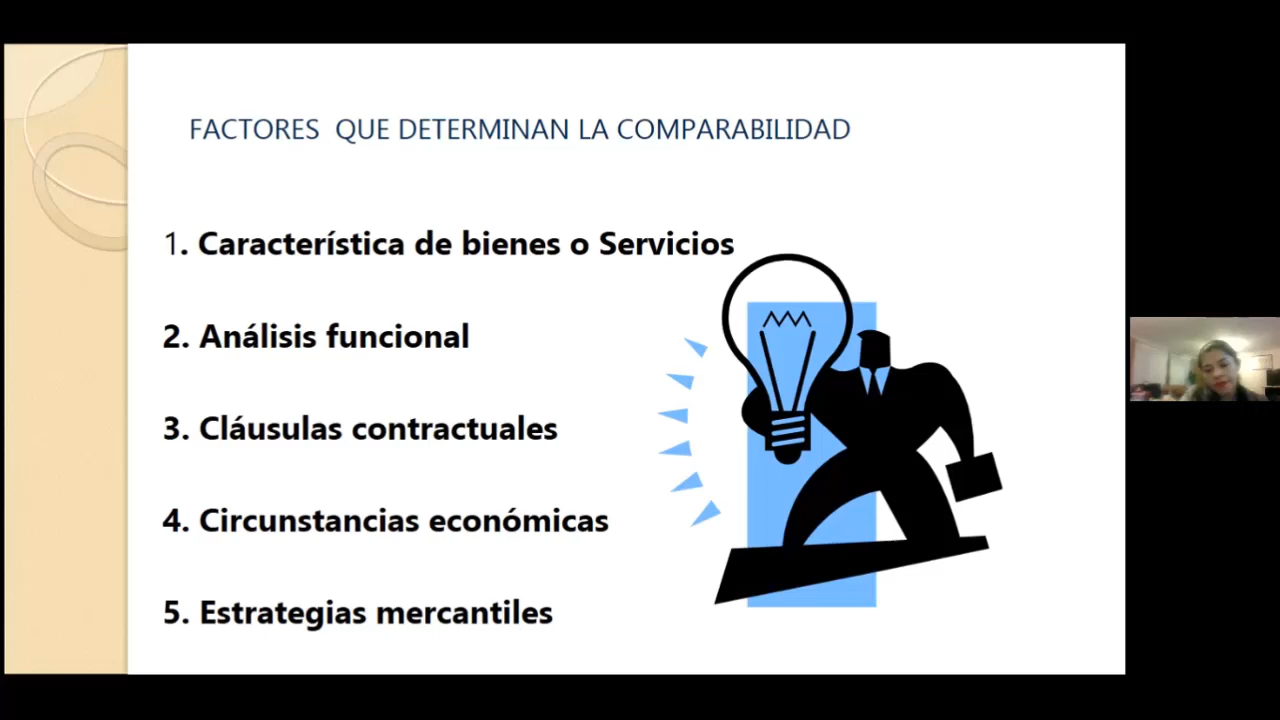 FACTORES QUE DETERMINAN LA COMPARABILIDAD
1. Característica de bienes o Servicios
2. Análisis funcional
3. Cláusulas contractuales
4. Circunstancias económicas
5. Estrategias mercantiles